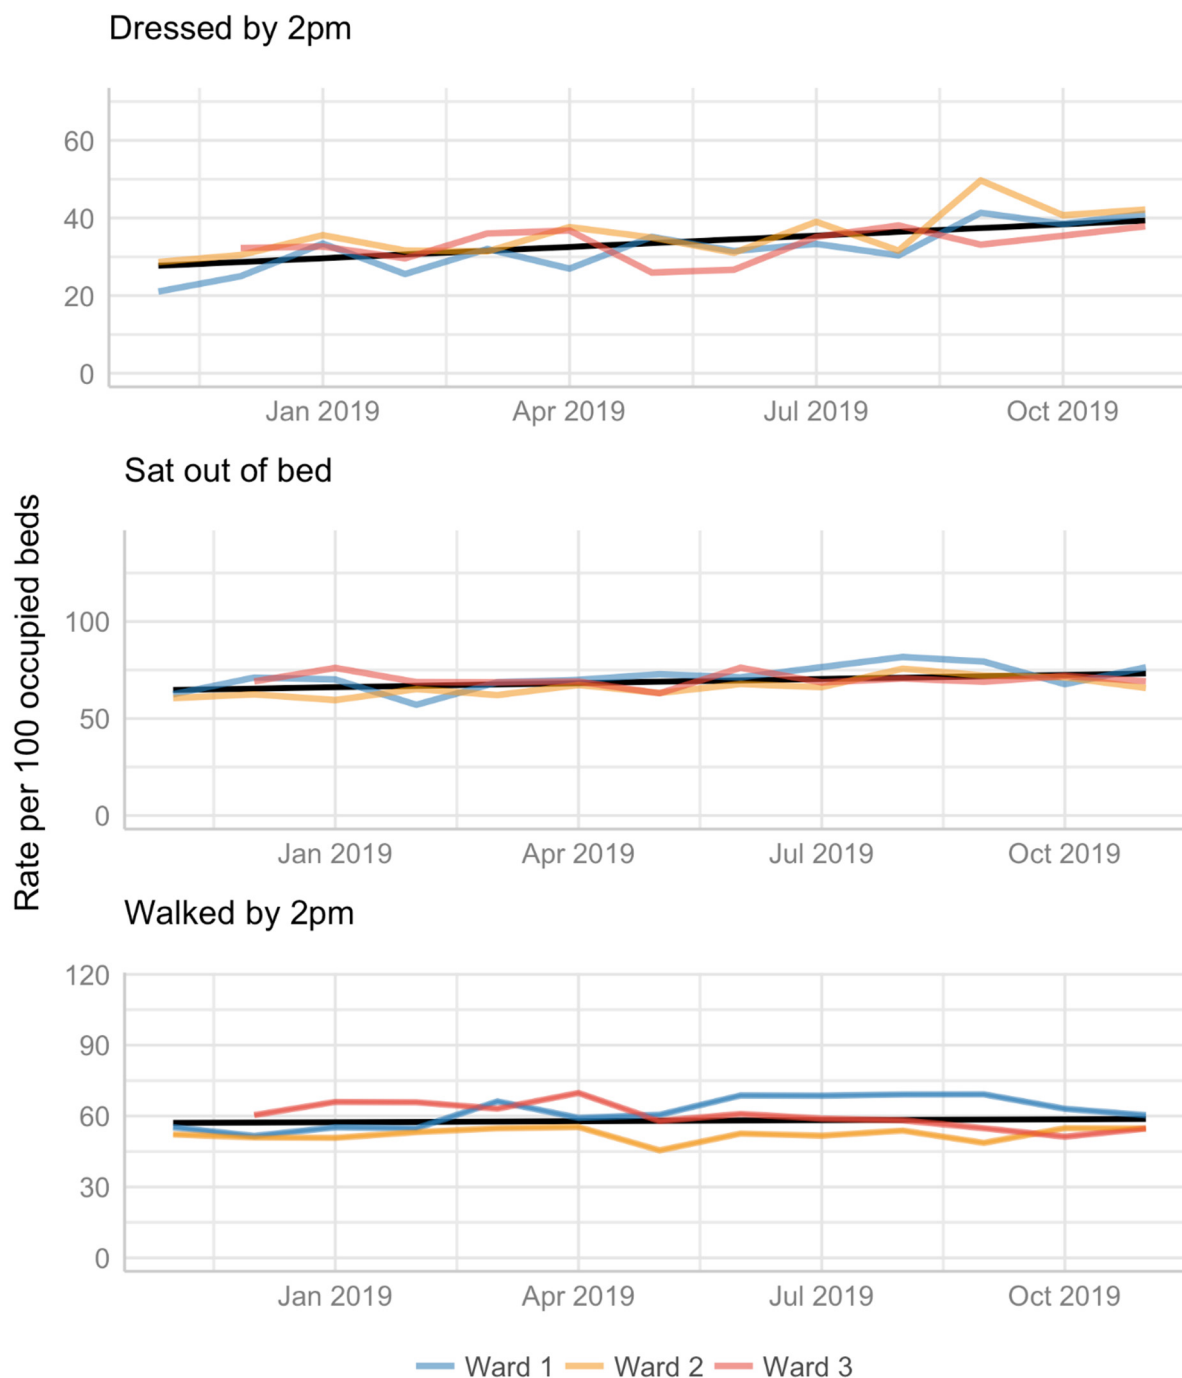 Dressed by 2pm
60
40
20
0
Jan 2019 Apr 2019 Jul 2019 Oct 2019
Rate per 100 occupied beds
Sat out of bed
100
50
0
Jan 2019 Apr 2019 Jul 2019 Oct 2019
Walked by 2pm
120
90
60
30
0
Jan 2019 Apr 2019 Jul 2019 Oct 2019
Ward 1 Ward 2 Ward 3